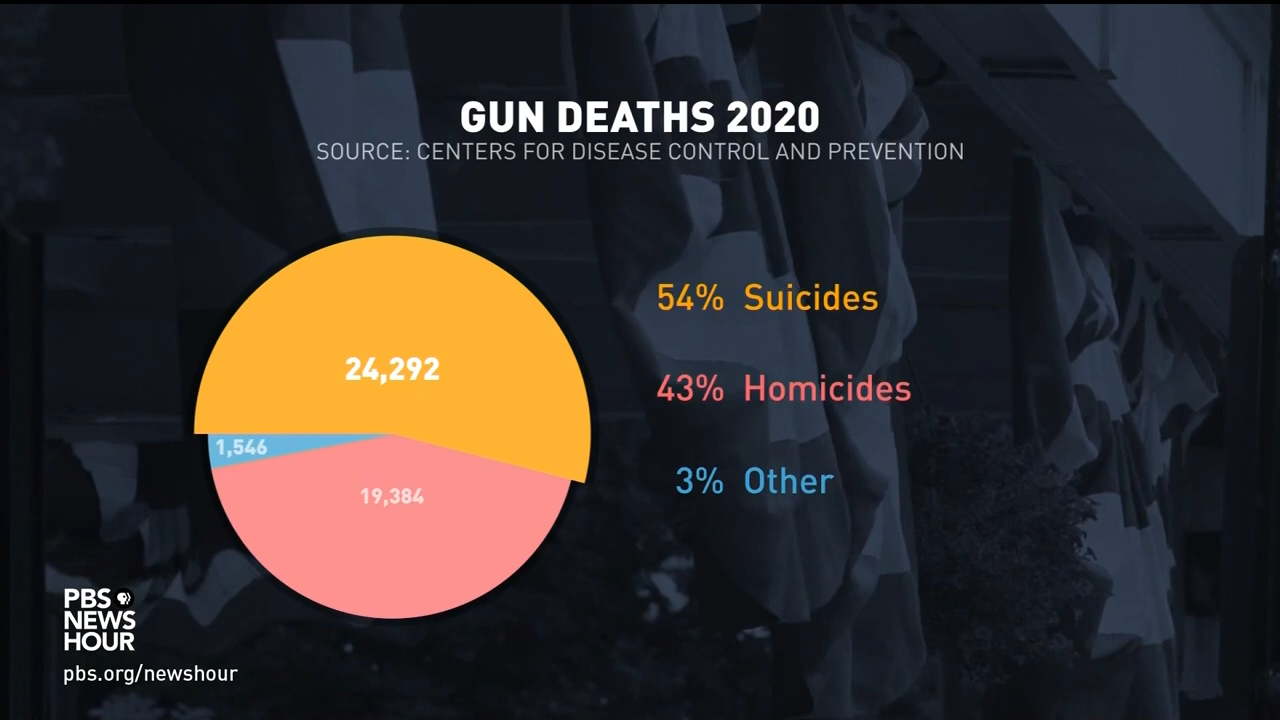 GUN DEATHS 2020
SOURCE: CENTERS FOR DISEASE CONTROL AND PREVENTION
24,292
1,546
19,384
54% Suicides
43% Homicides
3% Other
PBS
NEWS
HOUR
pbs.org/newshour